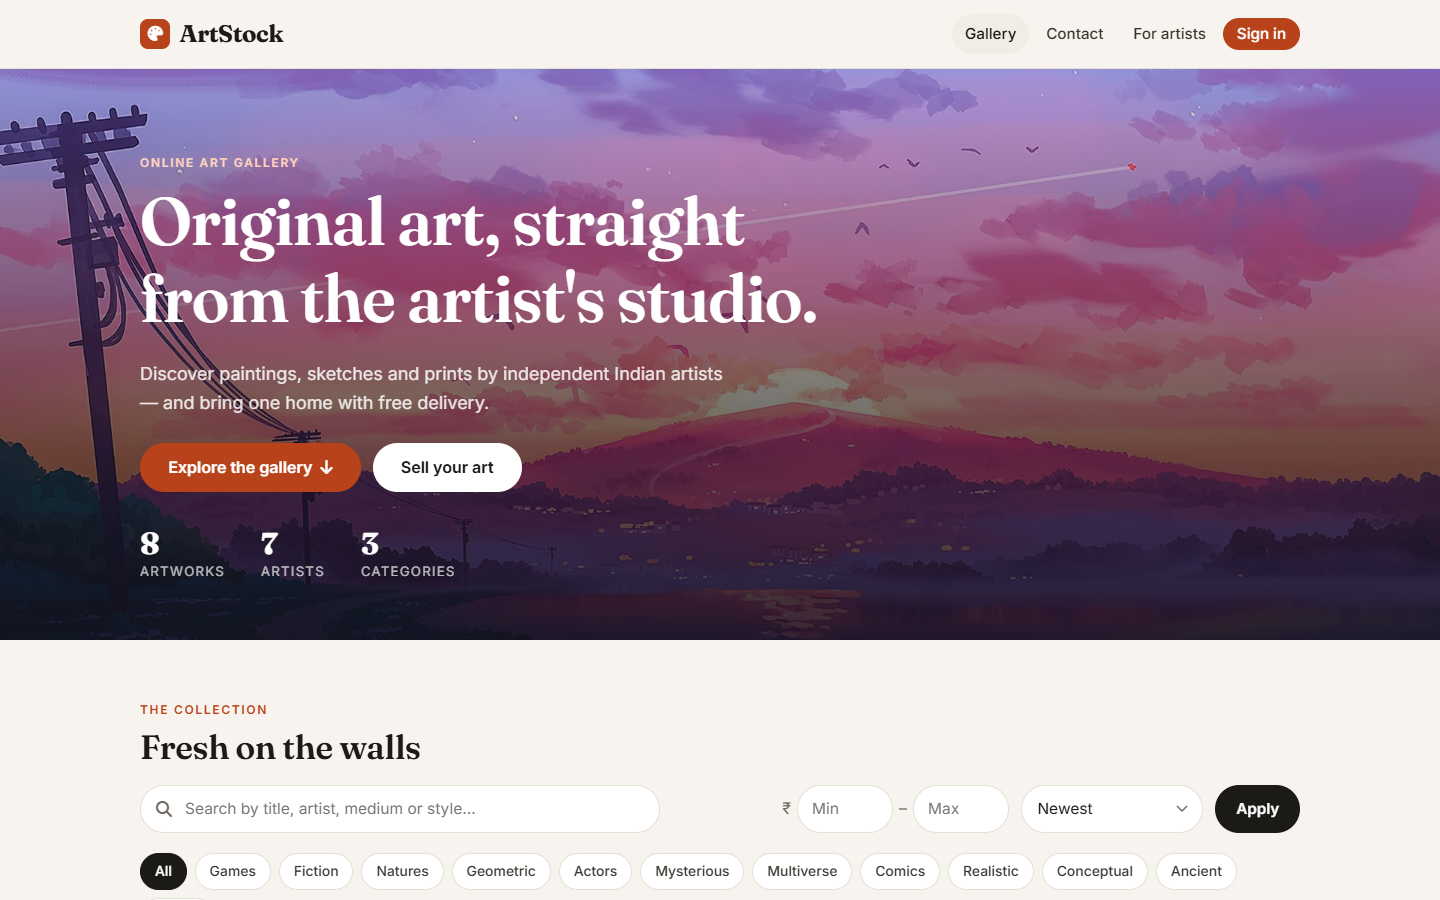 ArtStock
Gallery
Contact
For artists
Sign in
ONLINE ART GALLERY
Original art, straight
from the artist's studio.
Discover paintings, sketches and prints by independent Indian artists
— and bring one home with free delivery.
Explore the gallery ↓
Sell your art
8
ARTWORKS
7
ARTISTS
3
CATEGORIES
THE COLLECTION
Fresh on the walls
Search by title, artist, medium or style...
₹
Min
–
Max
Newest
Apply
All
Games
Fiction
Natures
Geometric
Actors
Mysterious
Multiverse
Comics
Realistic
Conceptual
Ancient